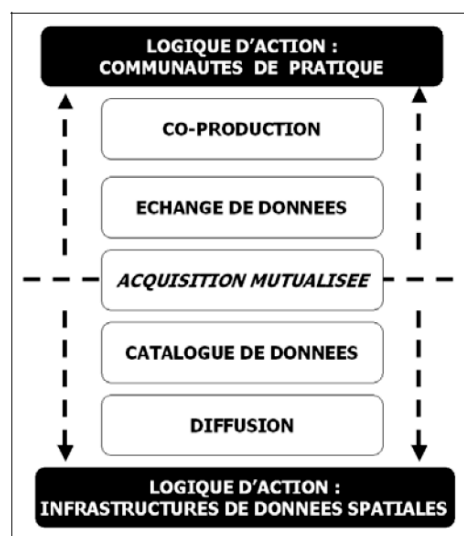 LOGIQUE D'ACTION :
COMMUNAUTES DE PRATIQUE
CO-PRODUCTION
ECHANGE DE DONNEES
ACQUISITION MUTUALISEE
CATALOGUE DE DONNEES
DIFFUSION
LOGIQUE D'ACTION :
INFRASTRUCTURES DE DONNEES SPATIALES